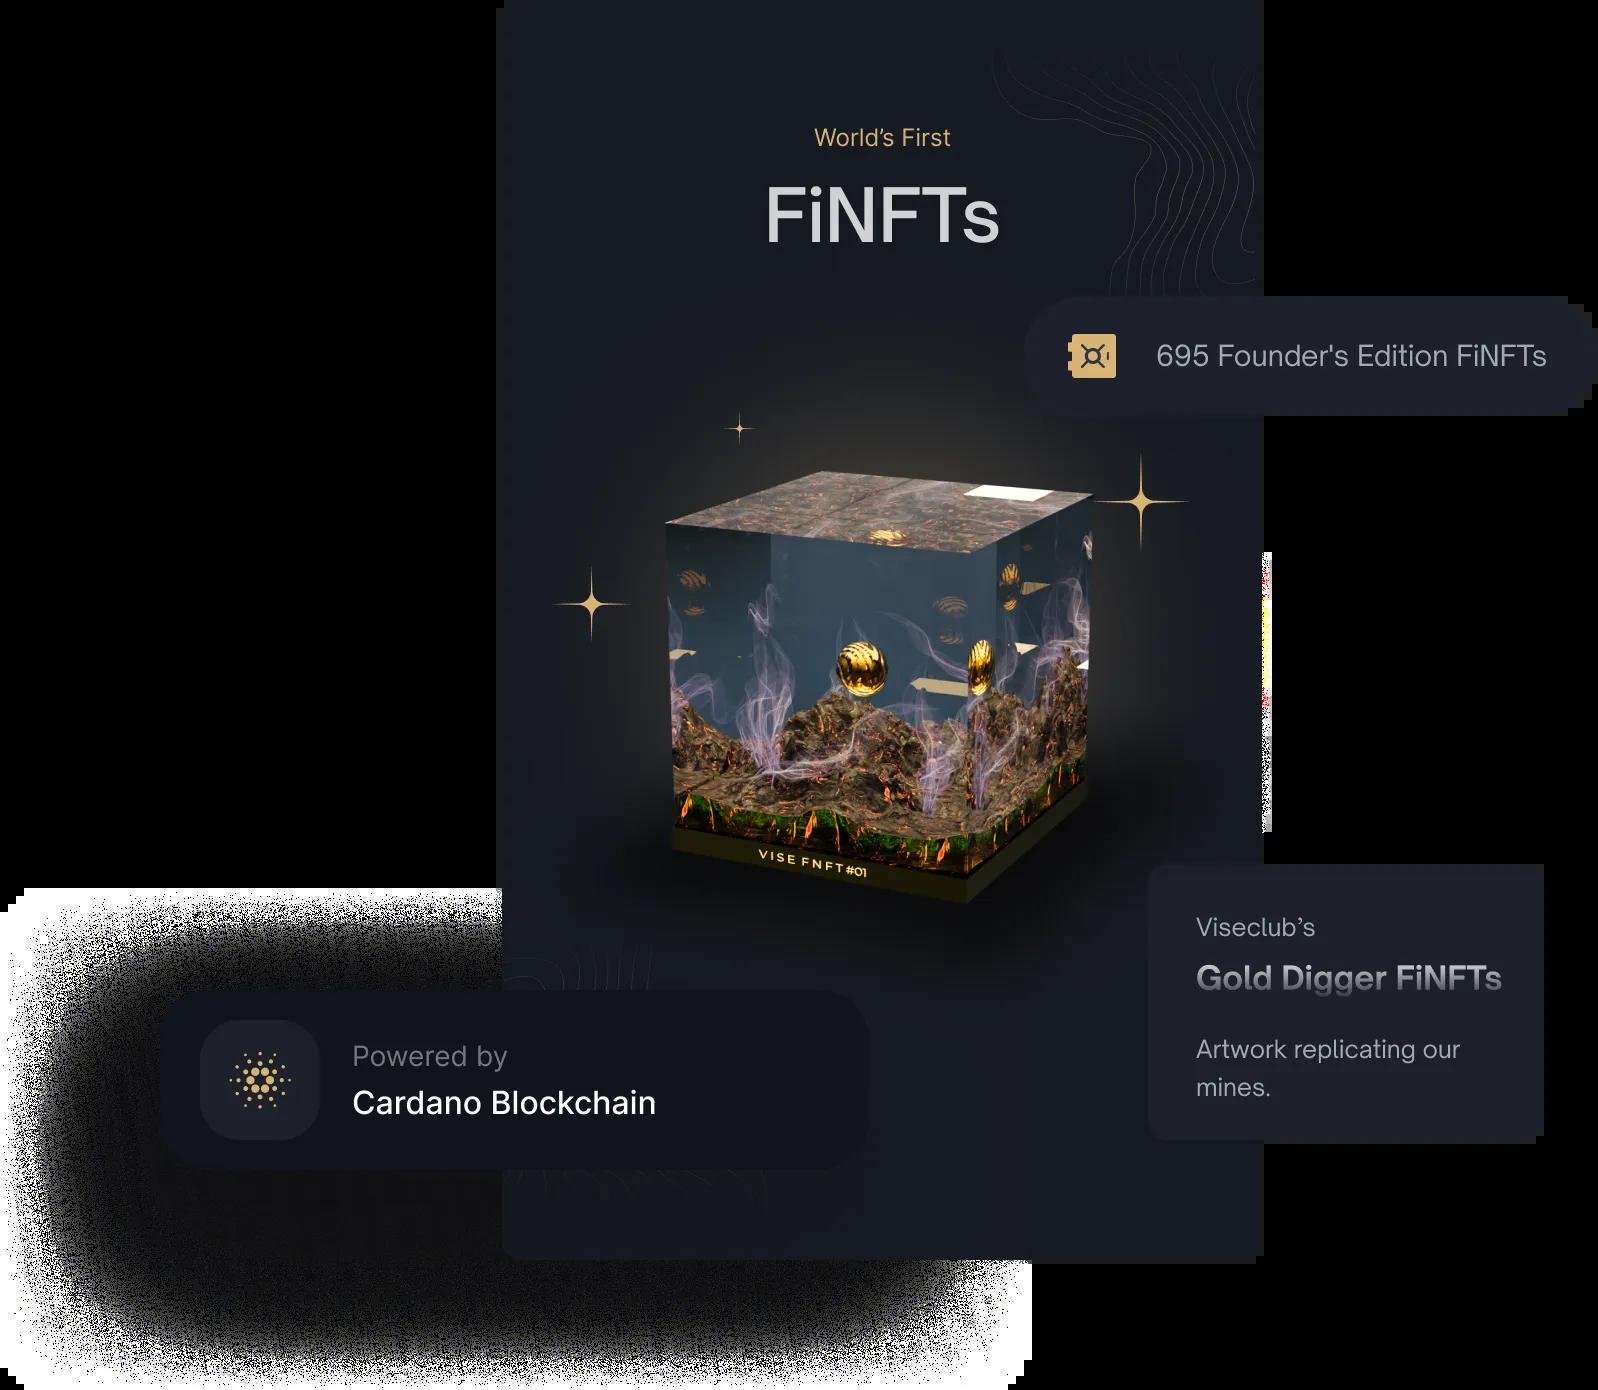 World’s First
FiNFTs
695 Founder's Edition FiNFTs
VISE FNFT#01
Viseclub’s
Gold Digger FiNFTs
Artwork replicating our
mines.
Powered by
Cardano Blockchain